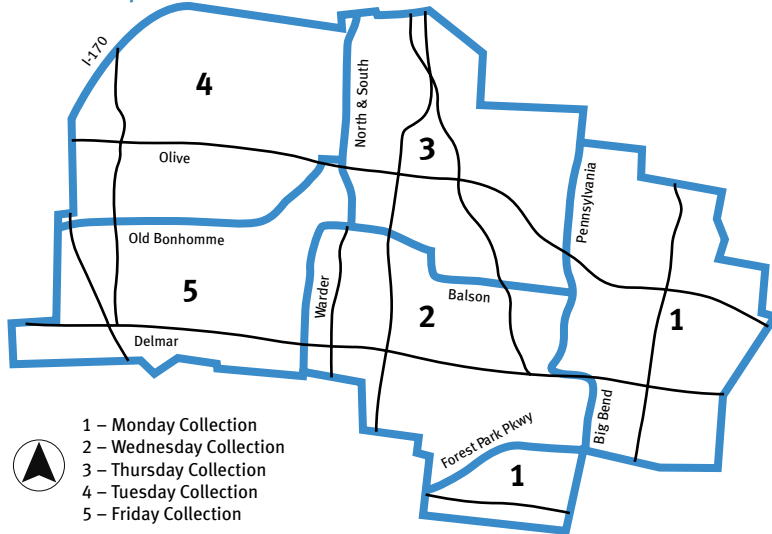 I-170
4
North & South
3
Olive
Pennsylvania
Old Bonhomme
5
Warder
Balson
2
1
Delmar
Big Bend
Forest Park Pkwy
1
1 – Monday Collection
2 – Wednesday Collection
3 – Thursday Collection
4 – Tuesday Collection
5 – Friday Collection